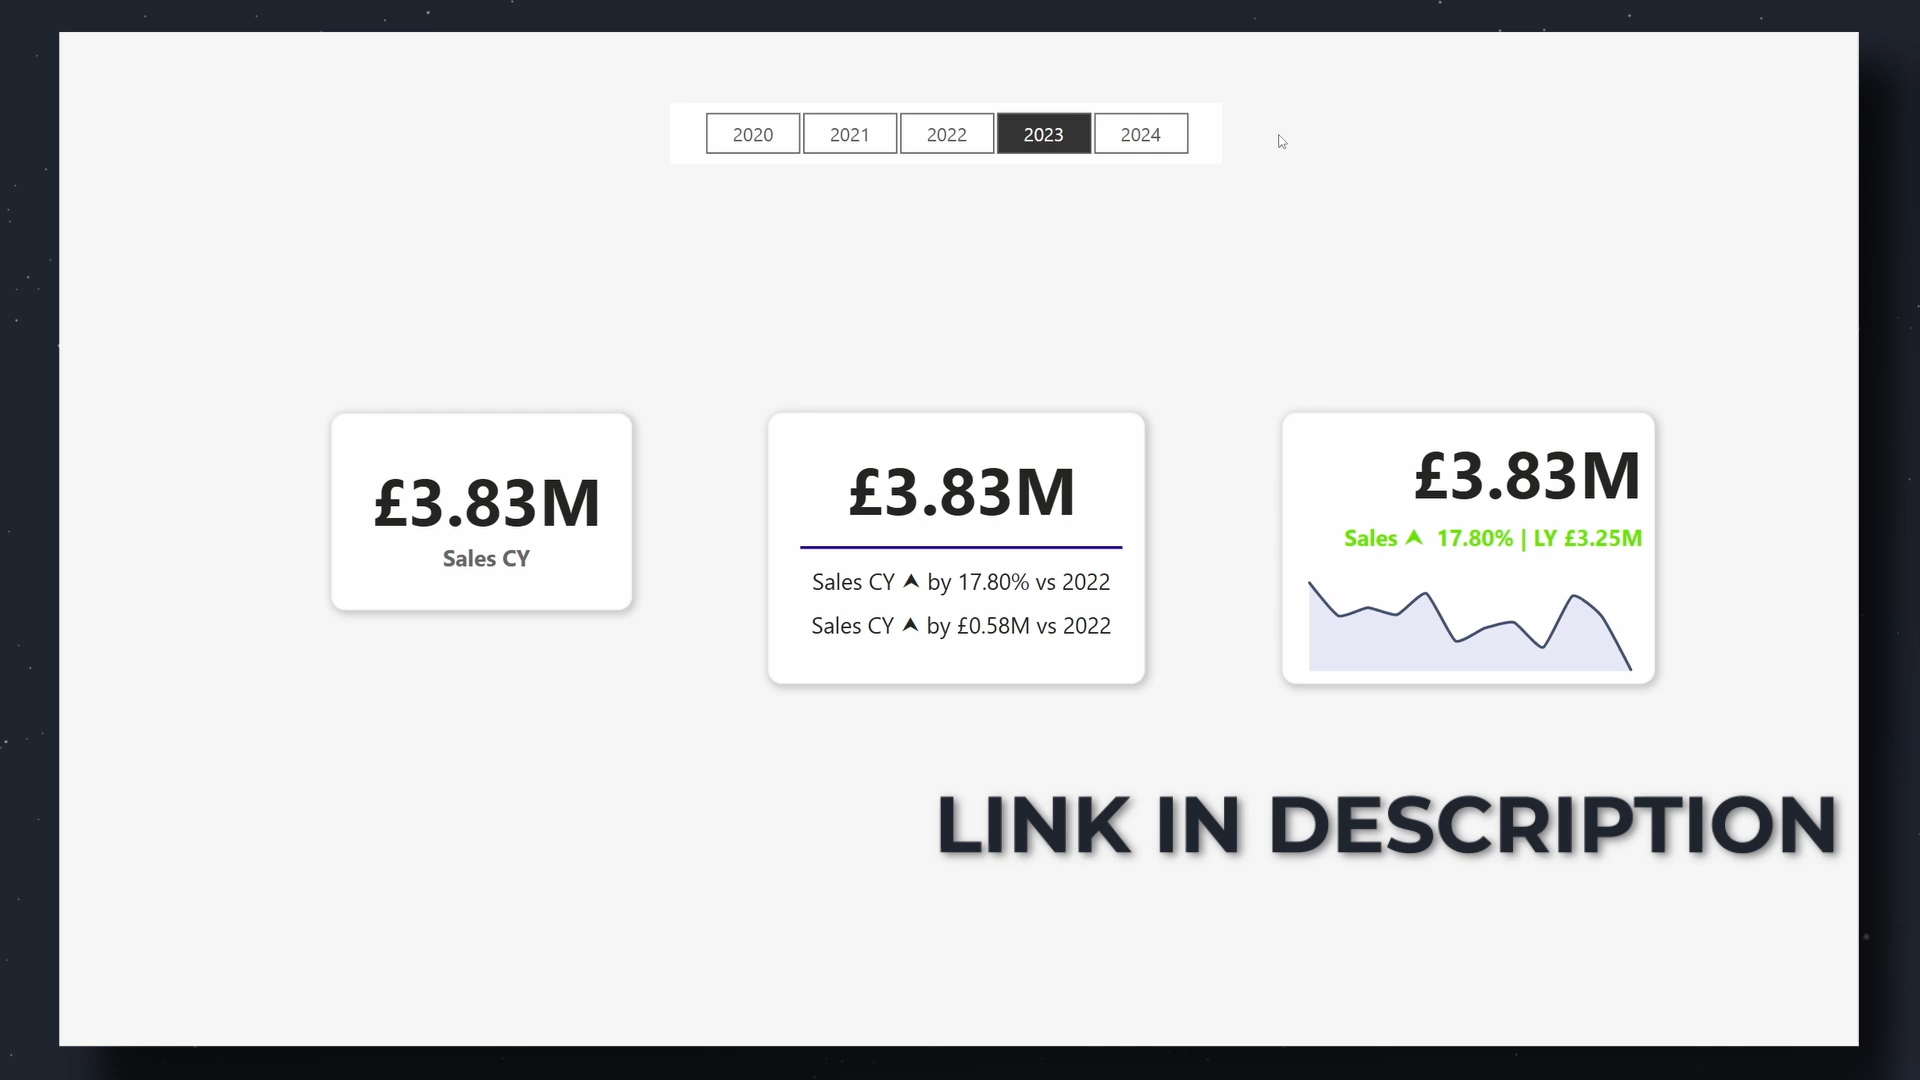 2020 2021 2022 2023 2024
£3.83M
Sales CY
£3.83M
Sales CY ⮝ by 17.80% vs 2022
Sales CY ⮝ by £0.58M vs 2022
£3.83M
Sales ⮝ 17.80% | LY £3.25M
LINK IN DESCRIPTION